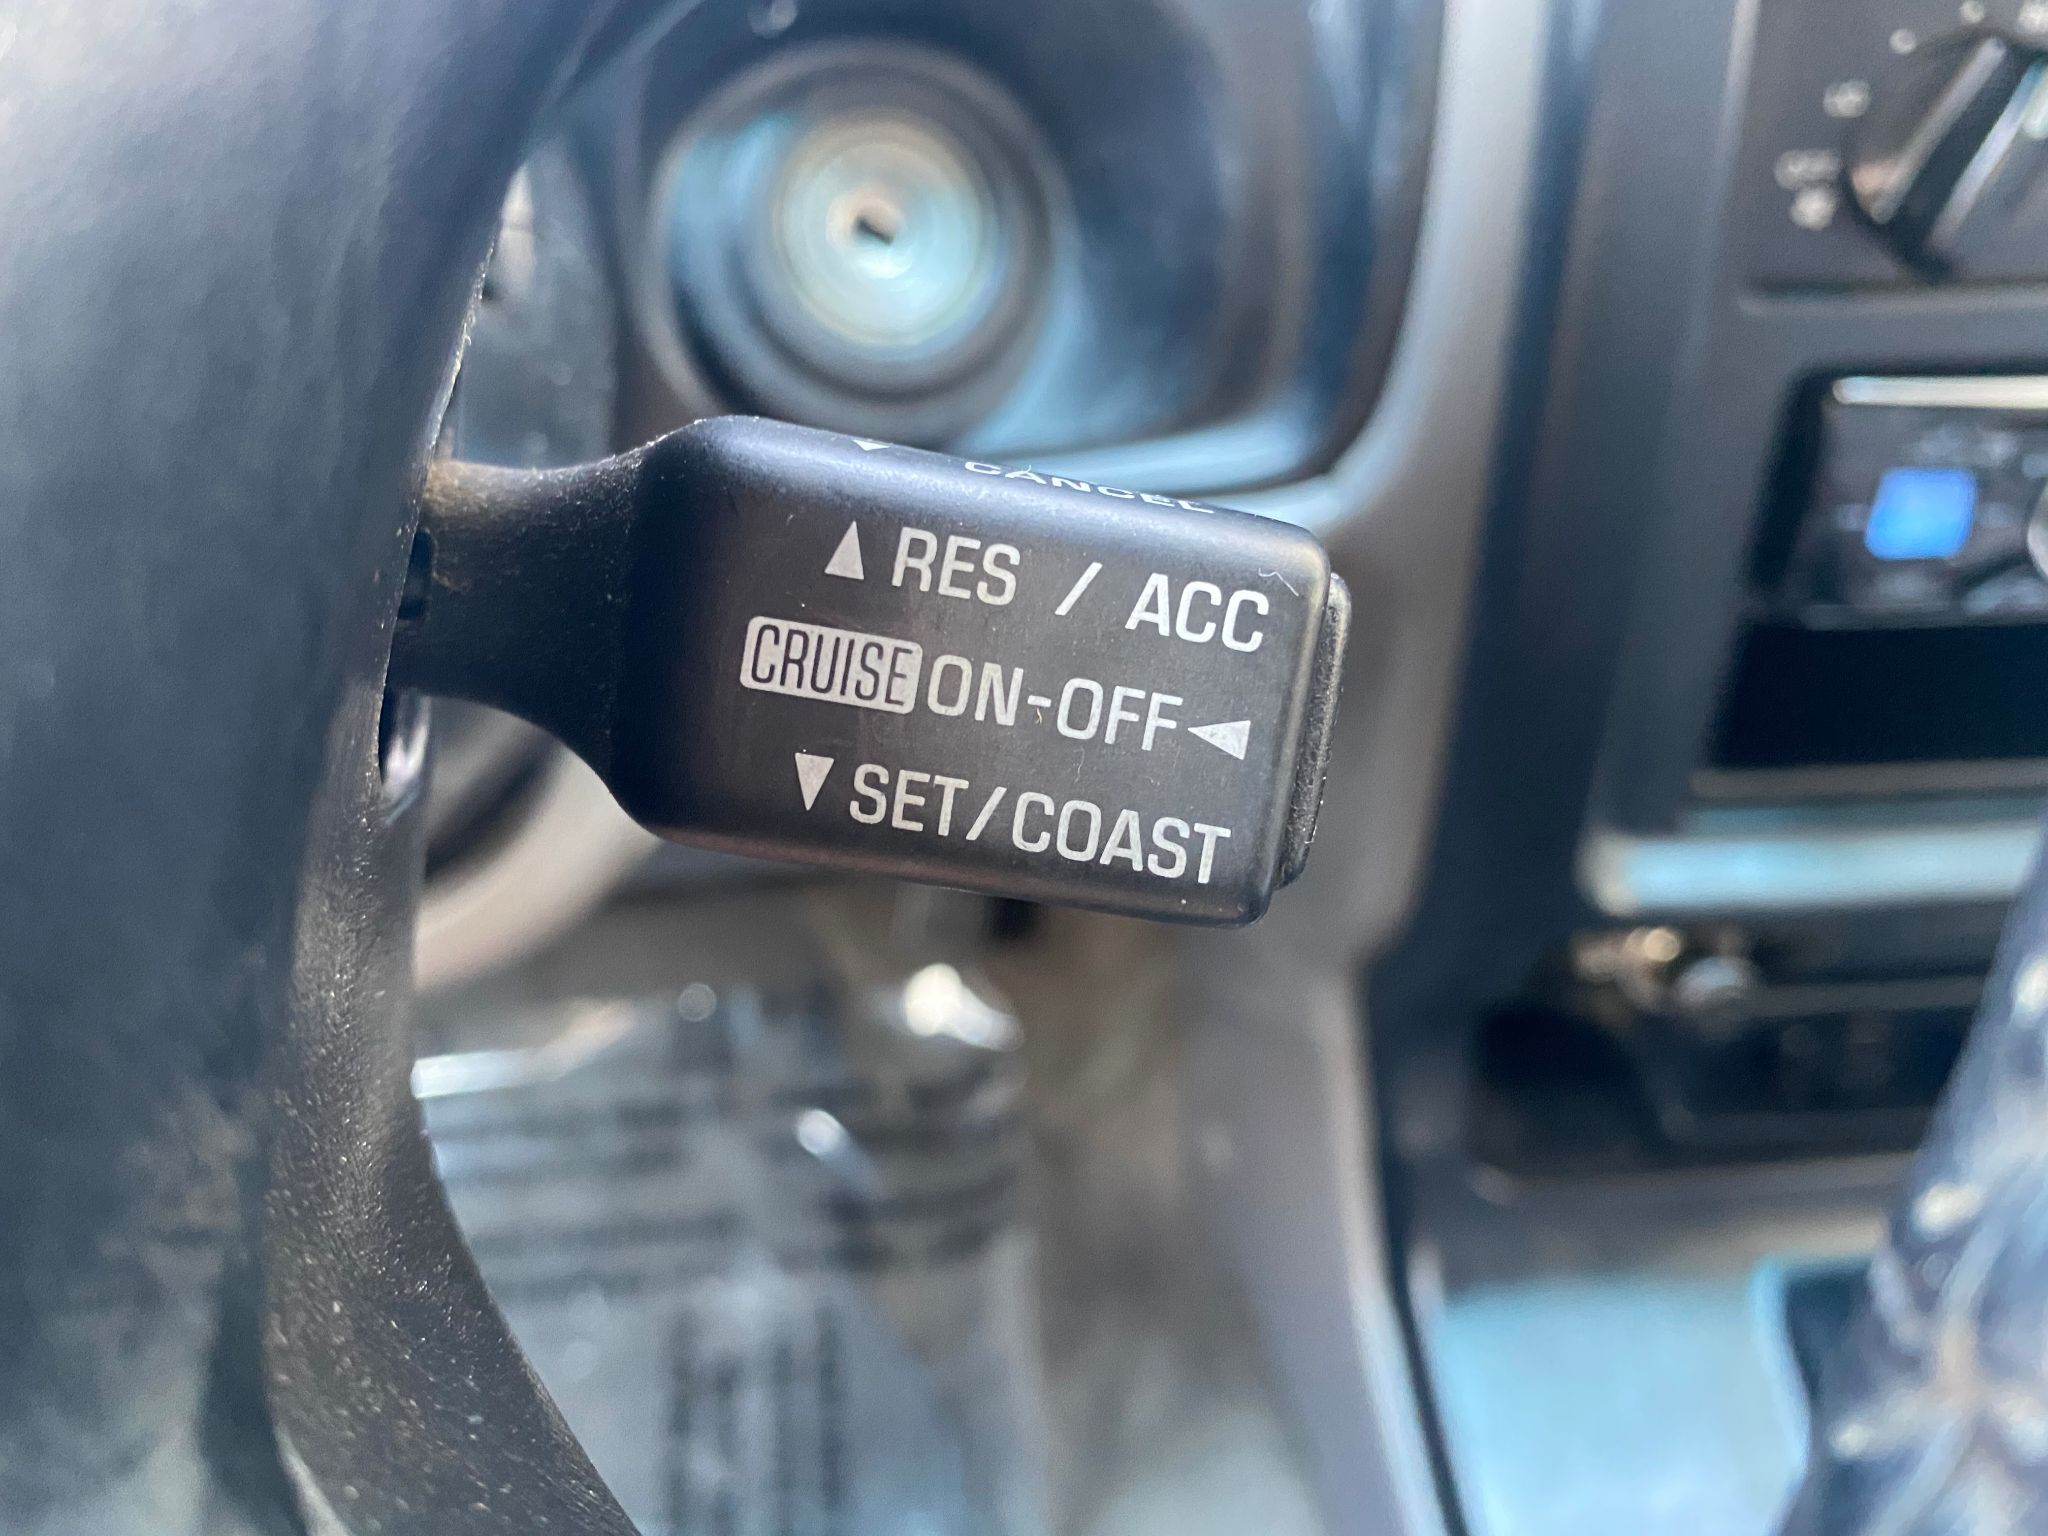 ▼ CANCEL
▲ RES / ACC
CRUISE ON-OFF ◀
▼ SET/COAST